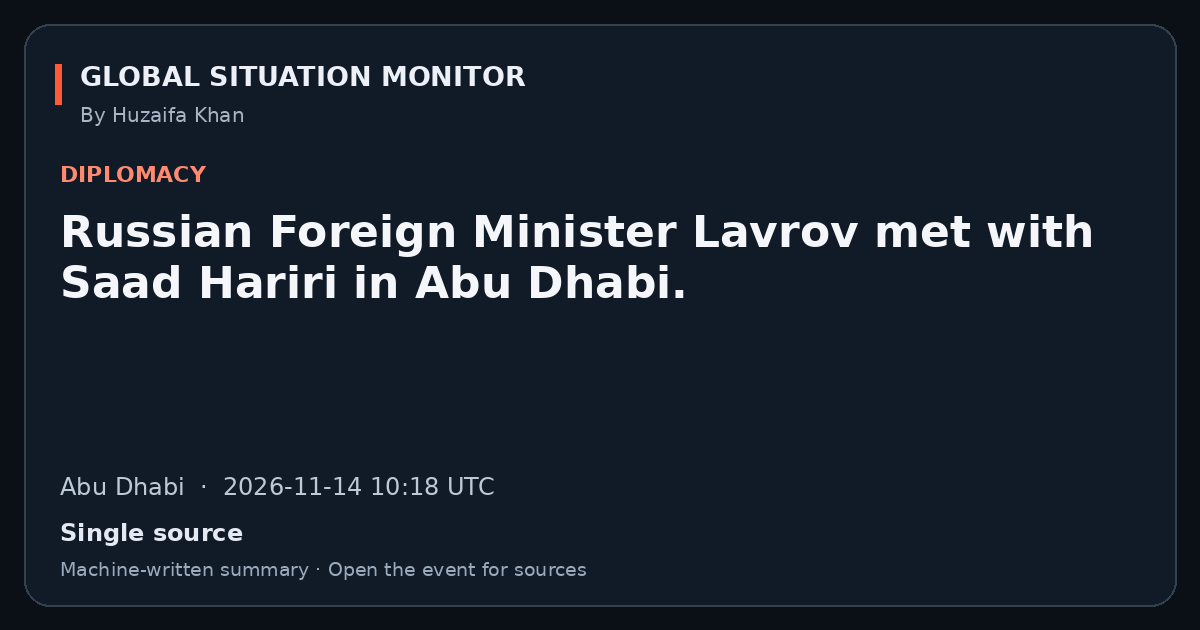 GLOBAL SITUATION MONITOR
By Huzaifa Khan
DIPLOMACY
Russian Foreign Minister Lavrov met with
Saad Hariri in Abu Dhabi.
Abu Dhabi · 2026-11-14 10:18 UTC
Single source
Machine-written summary · Open the event for sources